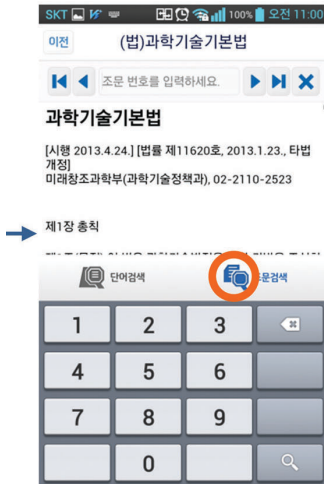 SKT 100% 오전 11:00
이전 (법)과학기술기본법
조문 번호를 입력하세요.
과학기술기본법
[시행 2013.4.24.] [법률 제11620호, 2013.1.23., 타법
개정]
미래창조과학부(과학기술정책과), 02-2110-2523
제1장 총칙
단어검색 조문검색
1 2 3
4 5 6
7 8 9
0